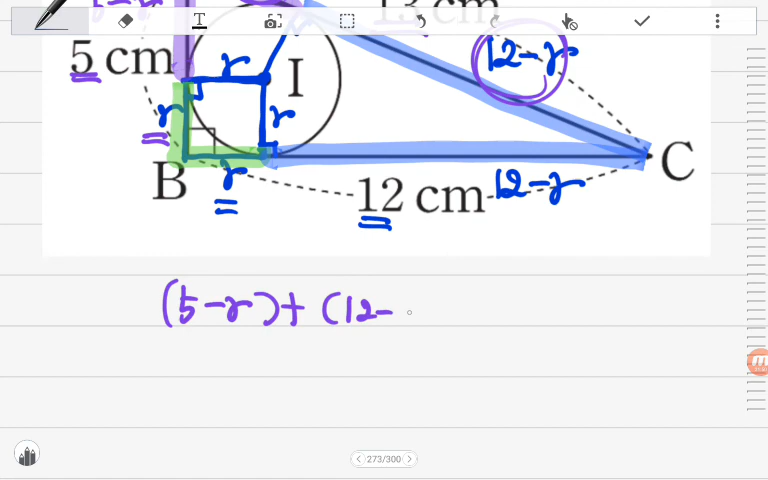 13 cm
12-r
5 cm
r
I
r
r
B
r
C
12 cm
12-r
(5-r)+(12-
273/300